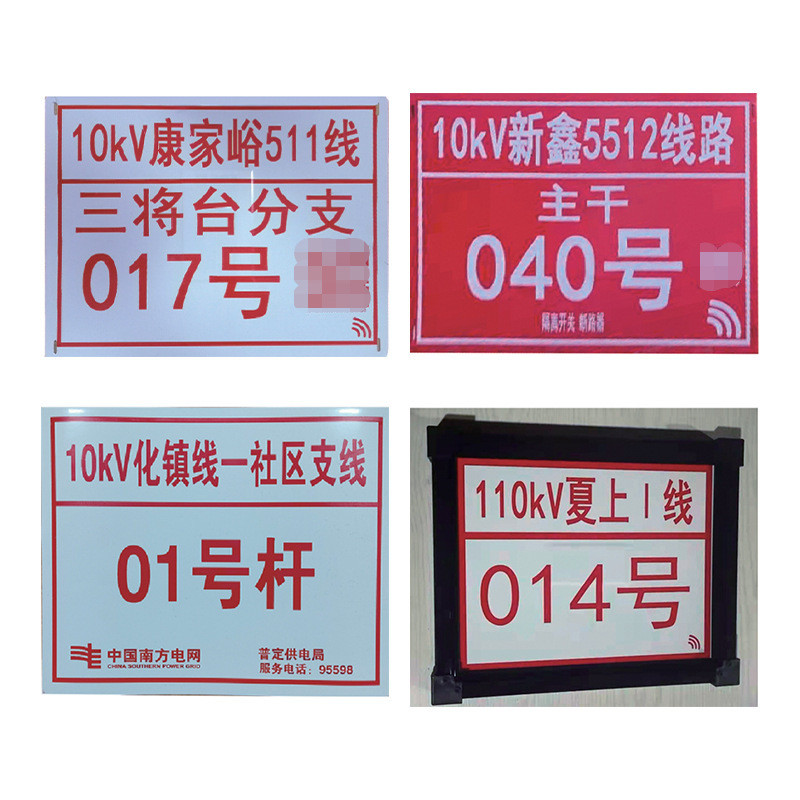 10kV康家峪511线
三将台分支
017号
10kV新鑫5512线路
主干
040号
隔离开关 断路器
10kV化镇线一社区支线
01号杆
中国南方电网
CHINA SOUTHERN POWER GRID
普定供电局
服务电话：95598
110kV夏上Ⅰ线
014号